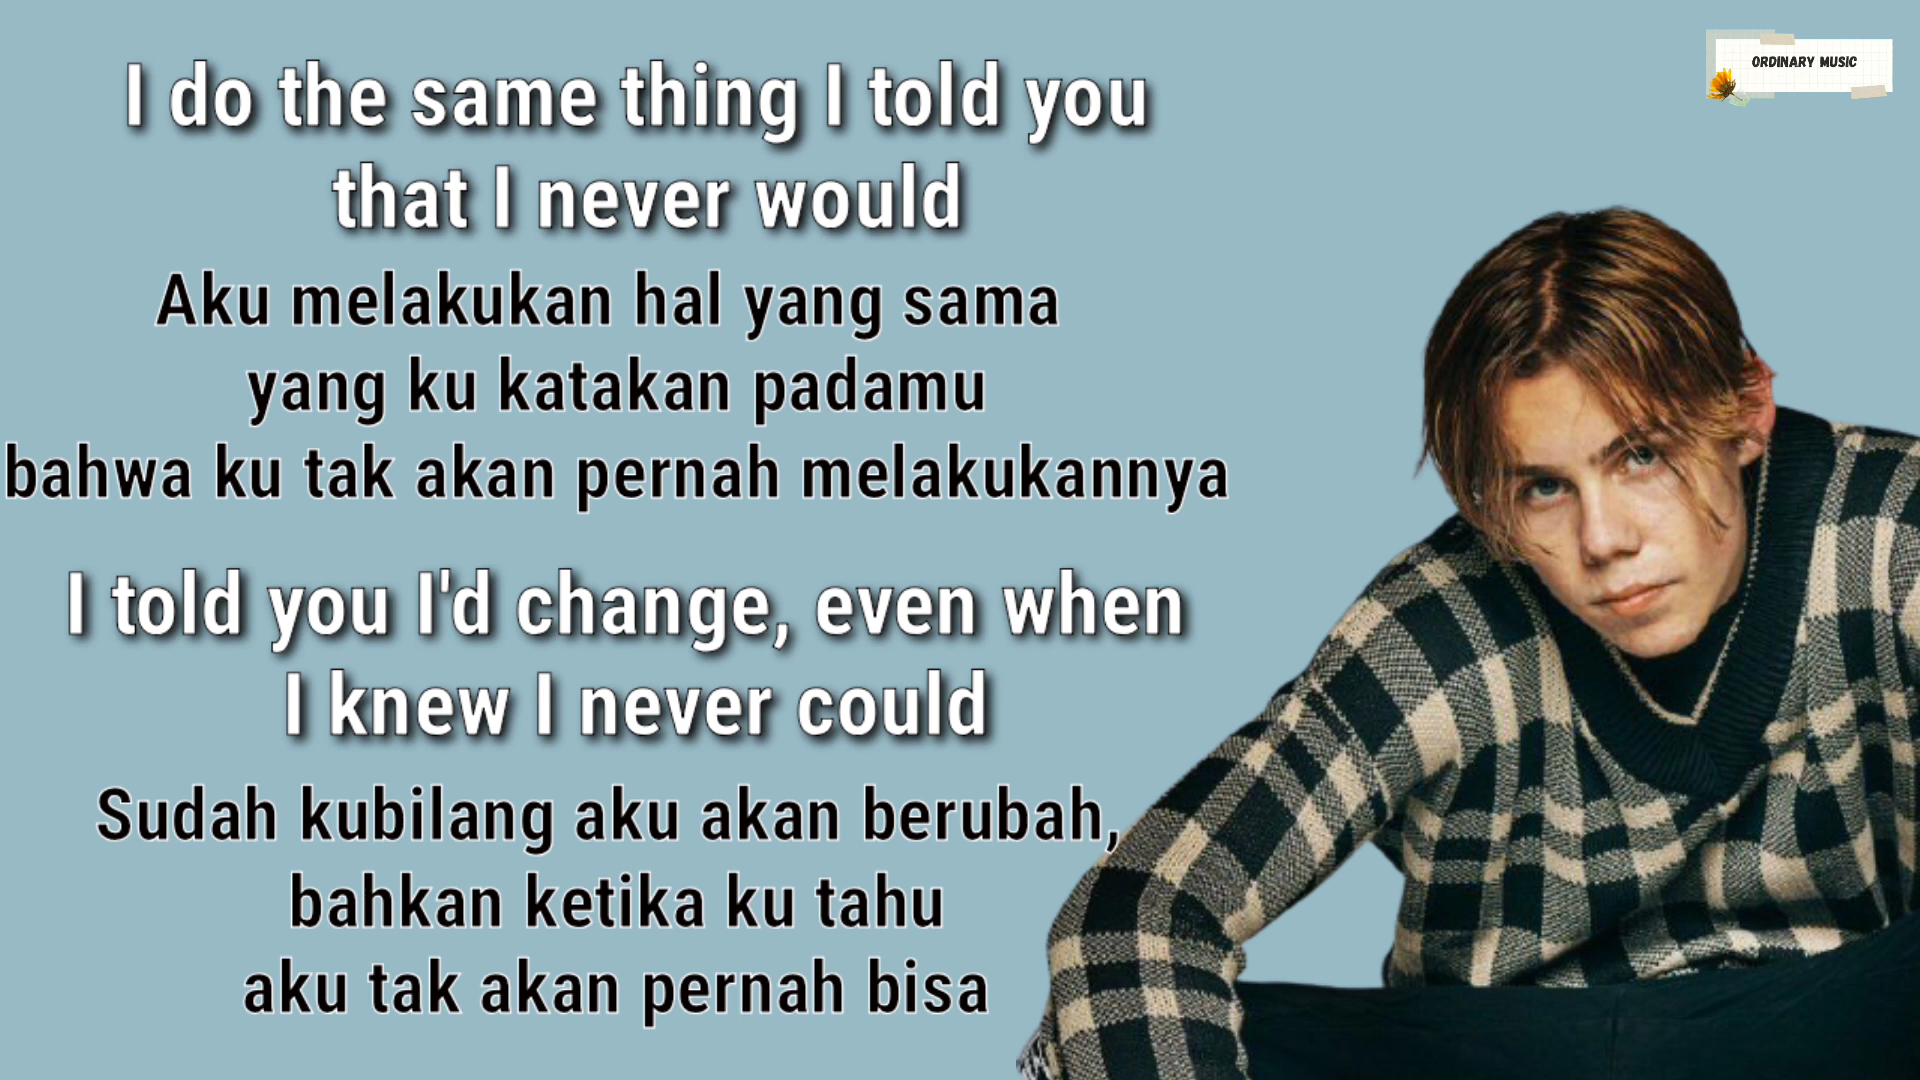 ORDINARY MUSIC
I do the same thing I told you
that I never would
Aku melakukan hal yang sama
yang ku katakan padamu
bahwa ku tak akan pernah melakukannya
I told you I'd change, even when
I knew I never could
Sudah kubilang aku akan berubah,
bahkan ketika ku tahu
aku tak akan pernah bisa